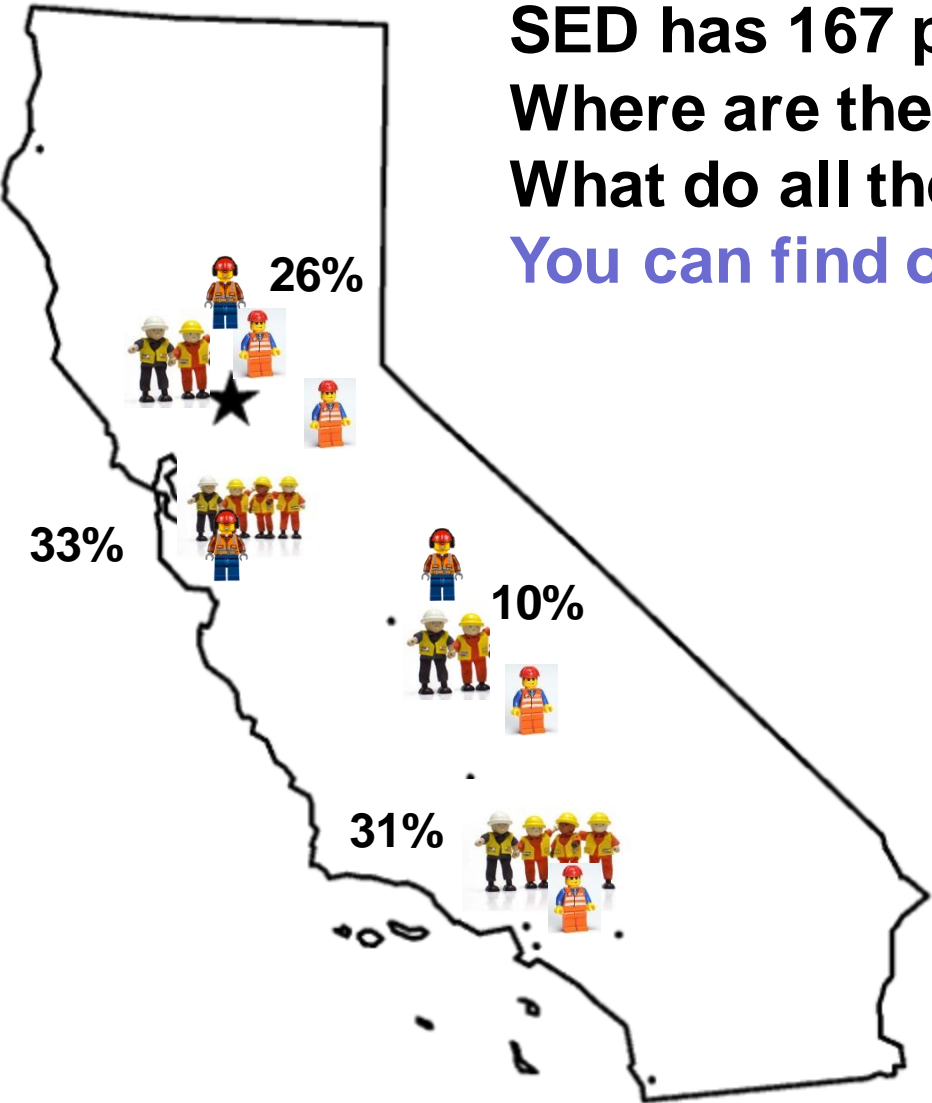 SED has 167 p
Where are the
What do all the
You can find o
26%
33%
10%
31%